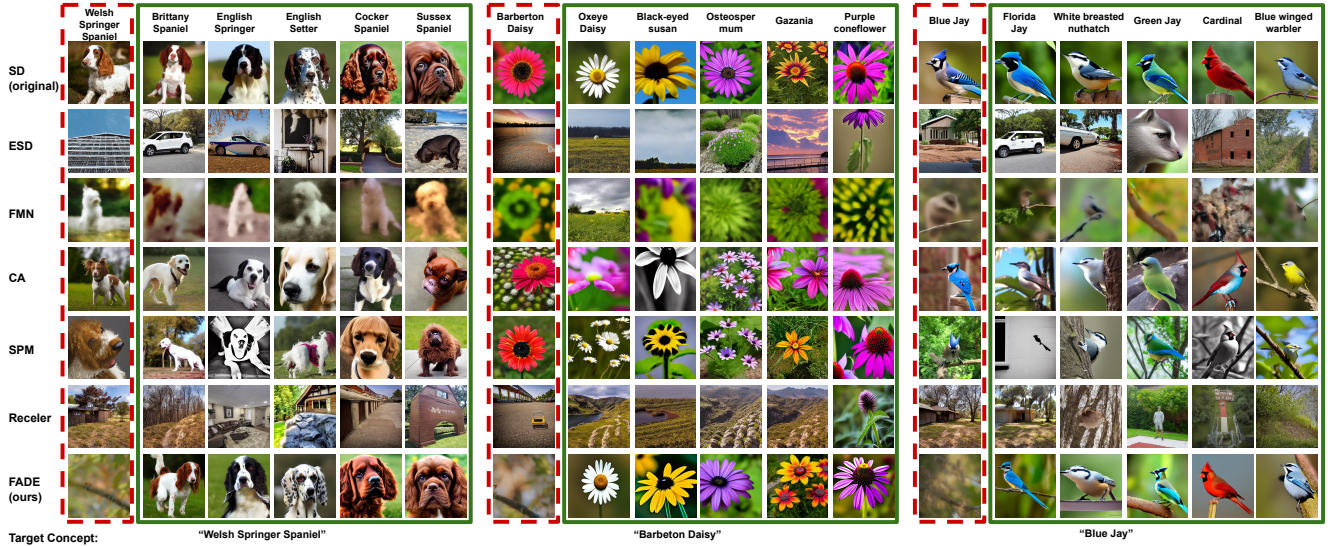 Welsh Springer Spaniel
Brittany Spaniel
English Springer
English Setter
Cocker Spaniel
Sussex Spaniel
Barberton Daisy
Oxeye Daisy
Black-eyed susan
Osteosper mum
Gazania
Purple coneflower
Blue Jay
Florida Jay
White breasted nuthatch
Green Jay
Cardinal
Blue winged warbler
SD (original)
ESD
FMN
CA
SPM
Receler
FADE (ours)
Target Concept:
“Welsh Springer Spaniel”
“Barbeton Daisy”
“Blue Jay”